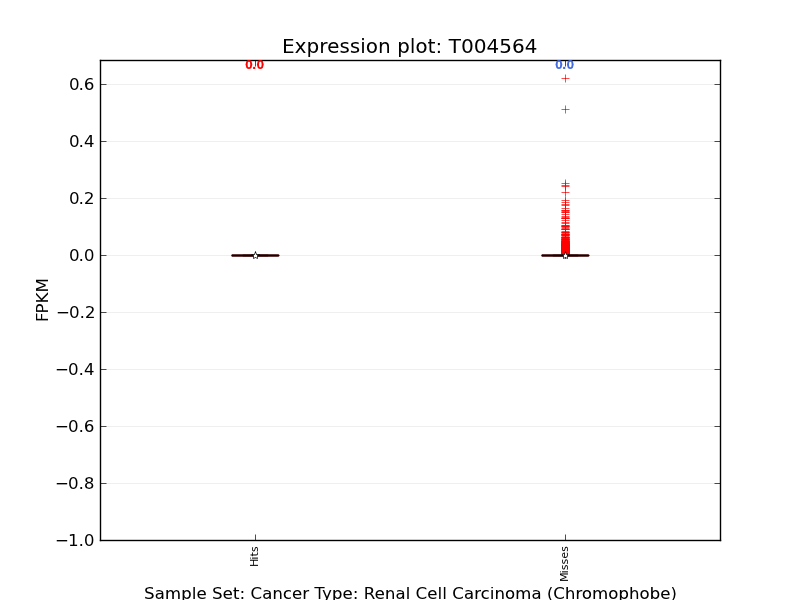 Expression plot: T004564
0.0 0.0
0.6
0.4
0.2
0.0
−0.2
−0.4
−0.6
−0.8
−1.0
FPKM
Hits
Misses
Sample Set: Cancer Type: Renal Cell Carcinoma (Chromophobe)